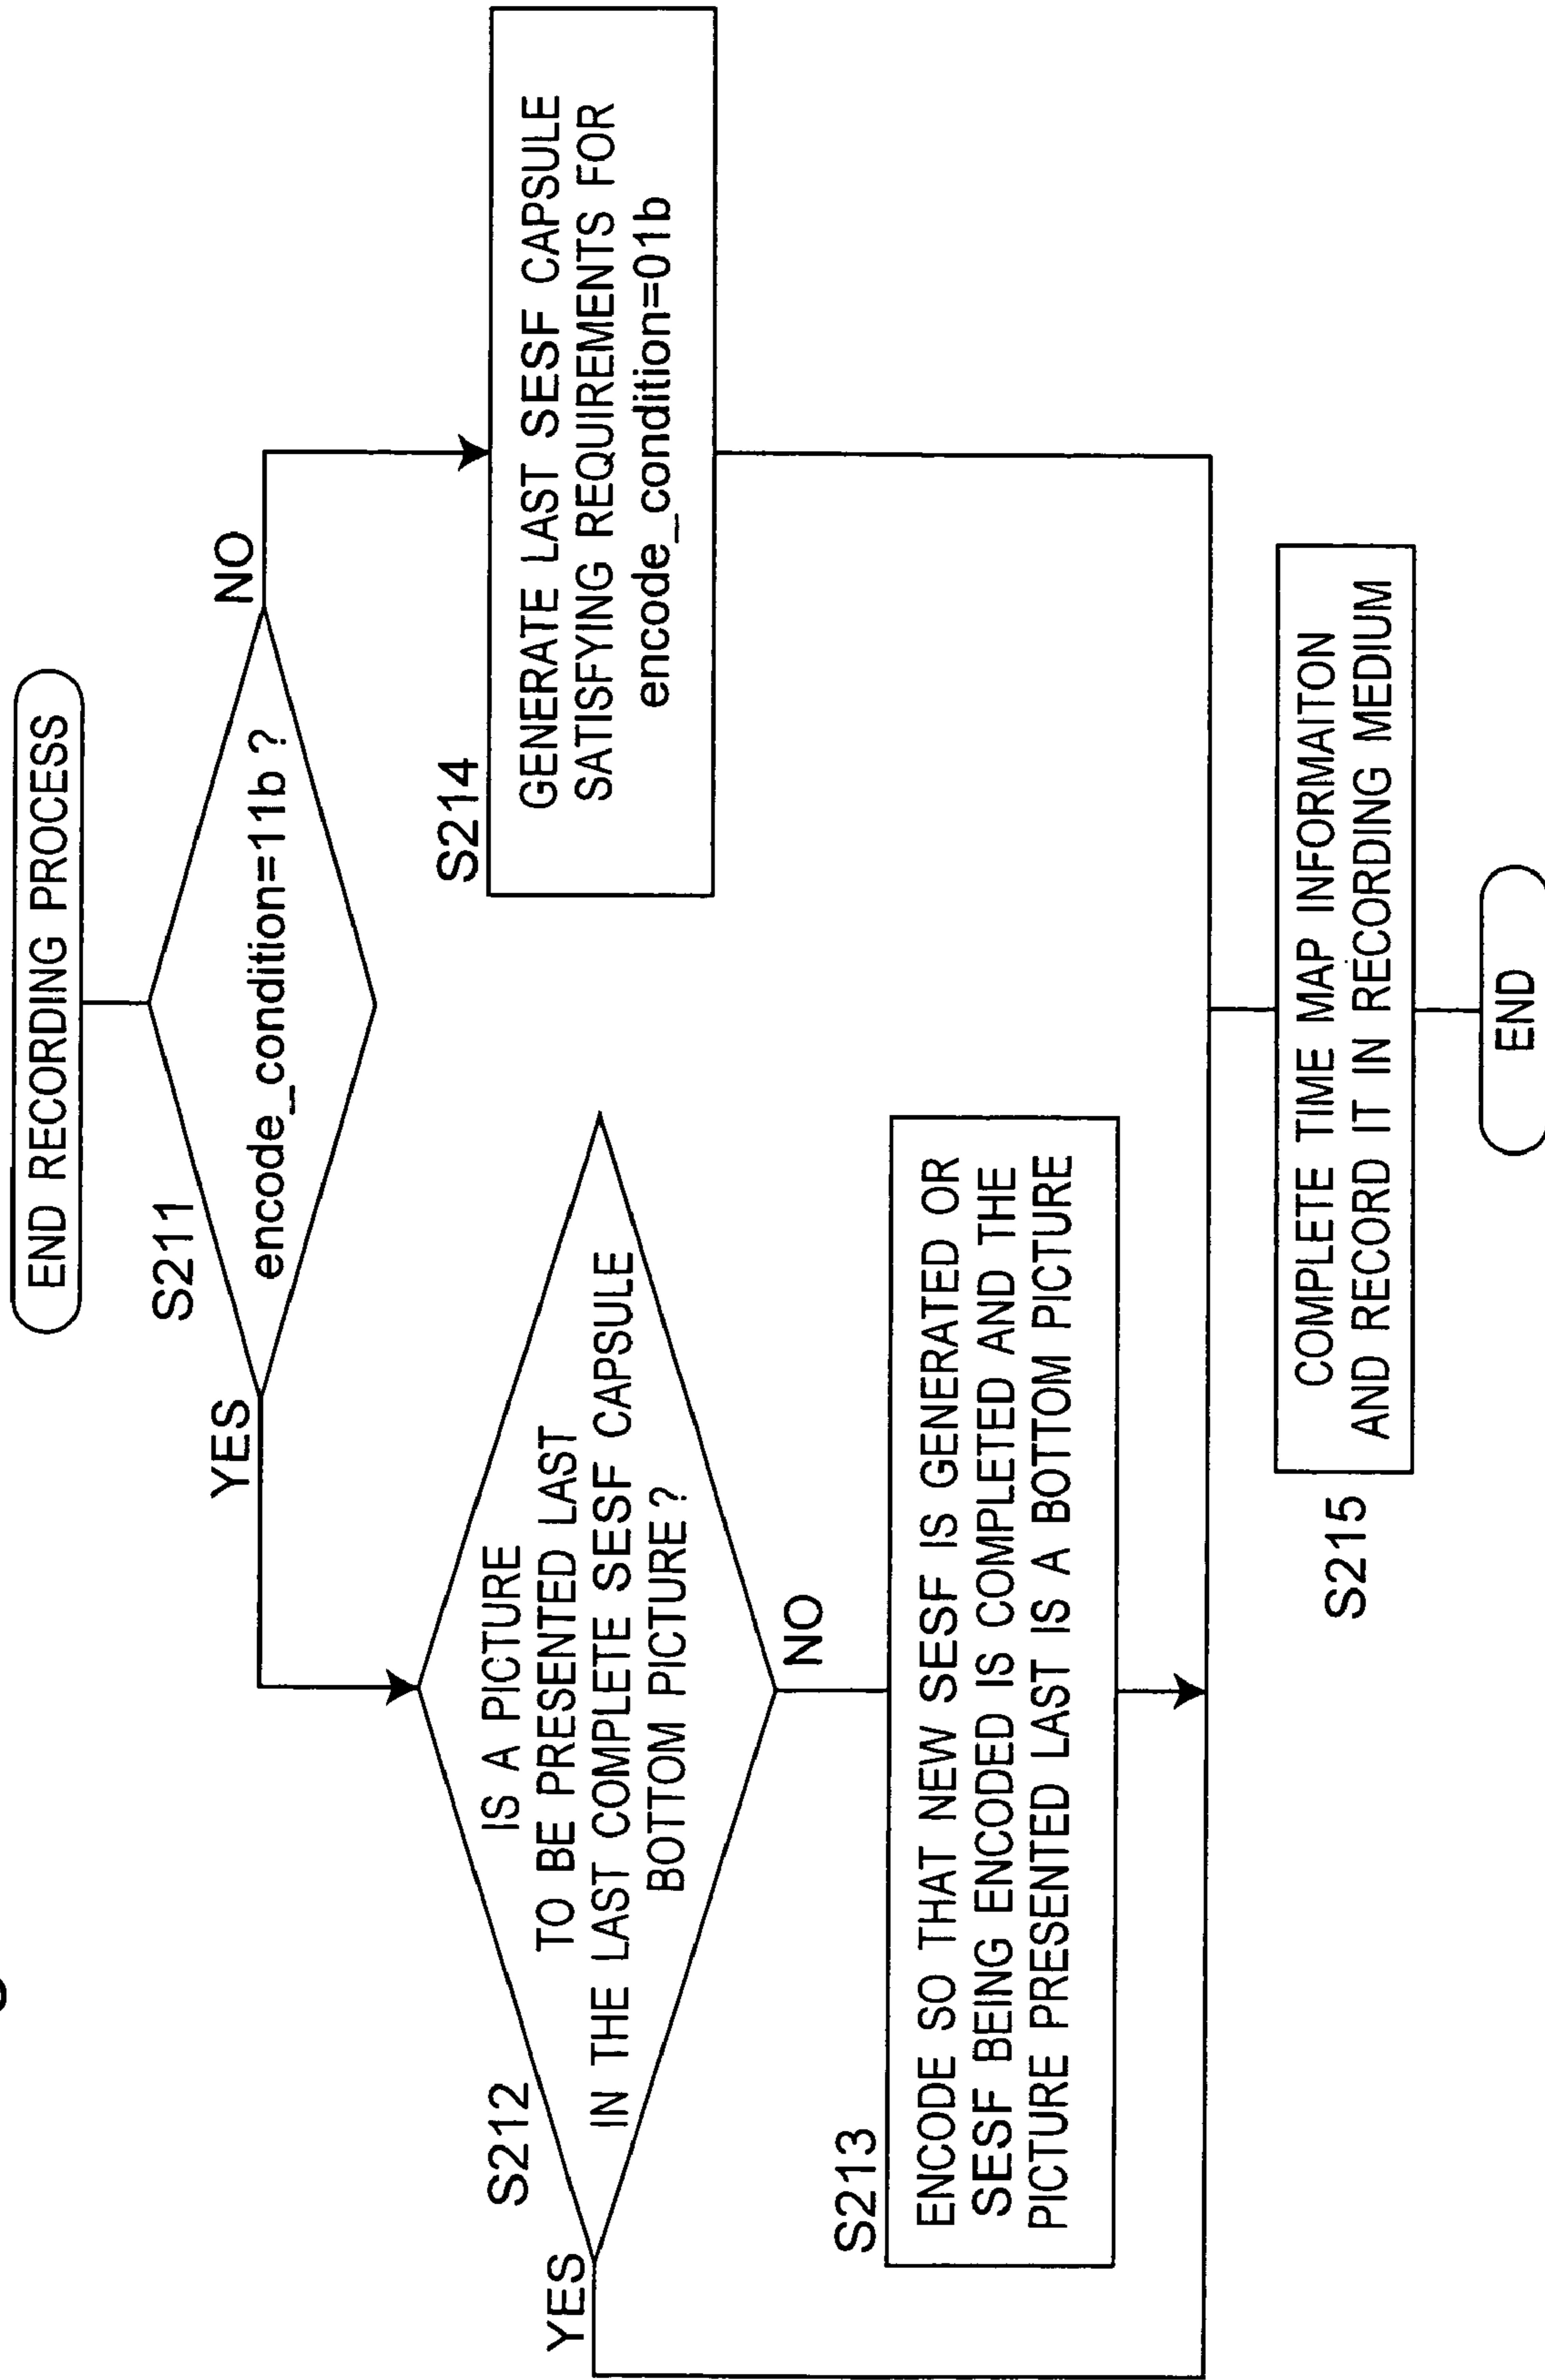 END RECORDING PROCESS
S211
encode_condition=11b ?
YES
NO
S212
IS A PICTURE
TO BE PRESENTED LAST
IN THE LAST COMPLETE SESF CAPSULE
BOTTOM PICTURE ?
YES
NO
S214
GENERATE LAST SESF CAPSULE
SATISFYING REQUIREMENTS FOR
encode_condition=01b
S213
ENCODE SO THAT NEW SESF IS GENERATED OR
SESF BEING ENCODED IS COMPLETED AND THE
PICTURE PRESENTED LAST IS A BOTTOM PICTURE
S215
COMPLETE TIME MAP INFORMAITON
AND RECORD IT IN RECORDING MEDIUM
END